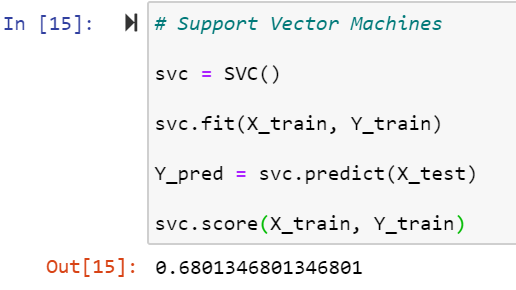 In [15]:
# Support Vector Machines
svc = SVC()
svc.fit(X_train, Y_train)
Y_pred = svc.predict(X_test)
svc.score(X_train, Y_train)
Out[15]: 0.6801346801346801